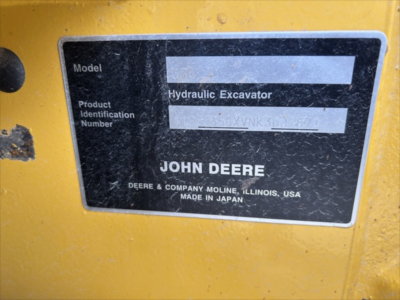 Model
Hydraulic Excavator
Product
Identification
Number
JOHN DEERE
DEERE & COMPANY MOLINE, ILLINOIS, USA
MADE IN JAPAN